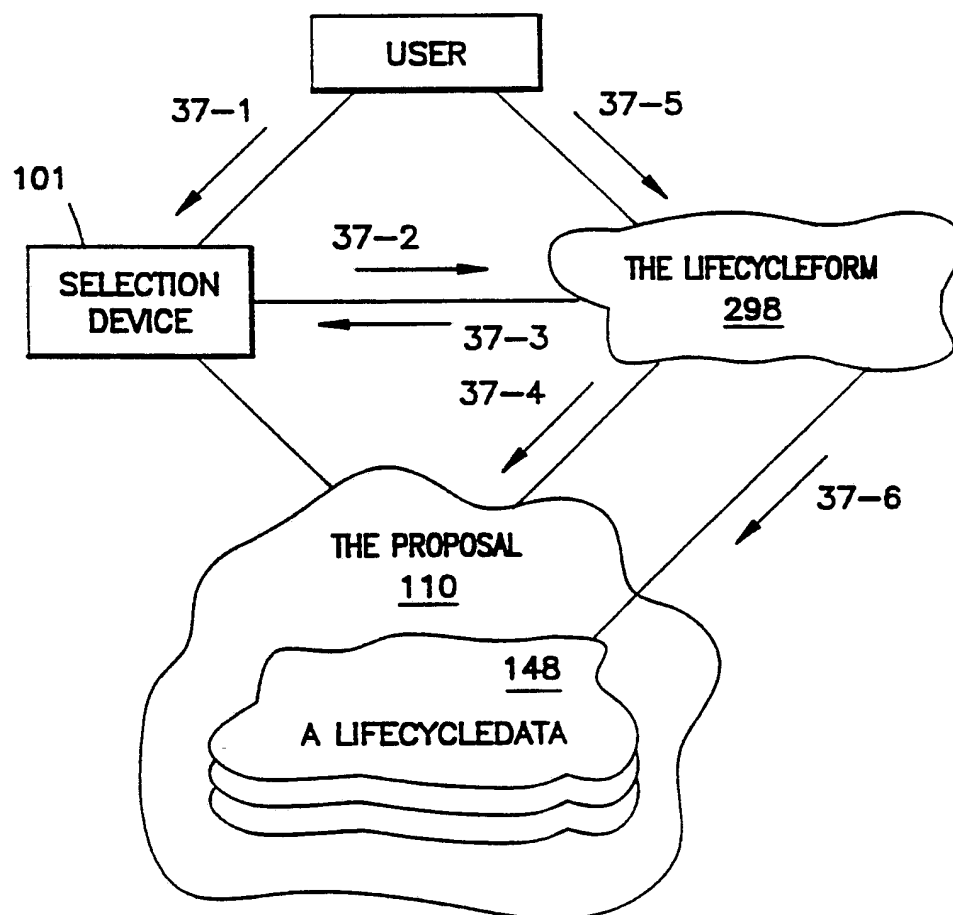 USER
37-1
37-5
101
37-2
SELECTION
DEVICE
THE LIFECYCLEFORM
298
37-3
37-4
37-6
THE PROPOSAL
110
148
A LIFECYCLEDATA